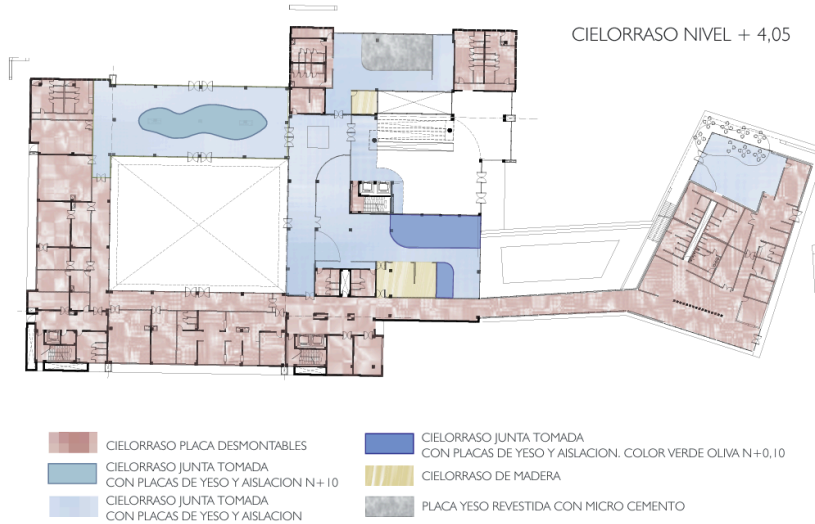 CIELORRASO NIVEL + 4,05
CIELORRASO PLACA DESMONTABLES
CIELORRASO JUNTA TOMADA
CON PLACAS DE YESO Y AISLACION N+10
CIELORRASO JUNTA TOMADA
CON PLACAS DE YESO Y AISLACION
CIELORRASO JUNTA TOMADA
CON PLACAS DE YESO Y AISLACION. COLOR VERDE OLIVA N+0,10
CIELORRASO DE MADERA
PLACA YESO REVESTIDA CON MICRO CEMENTO